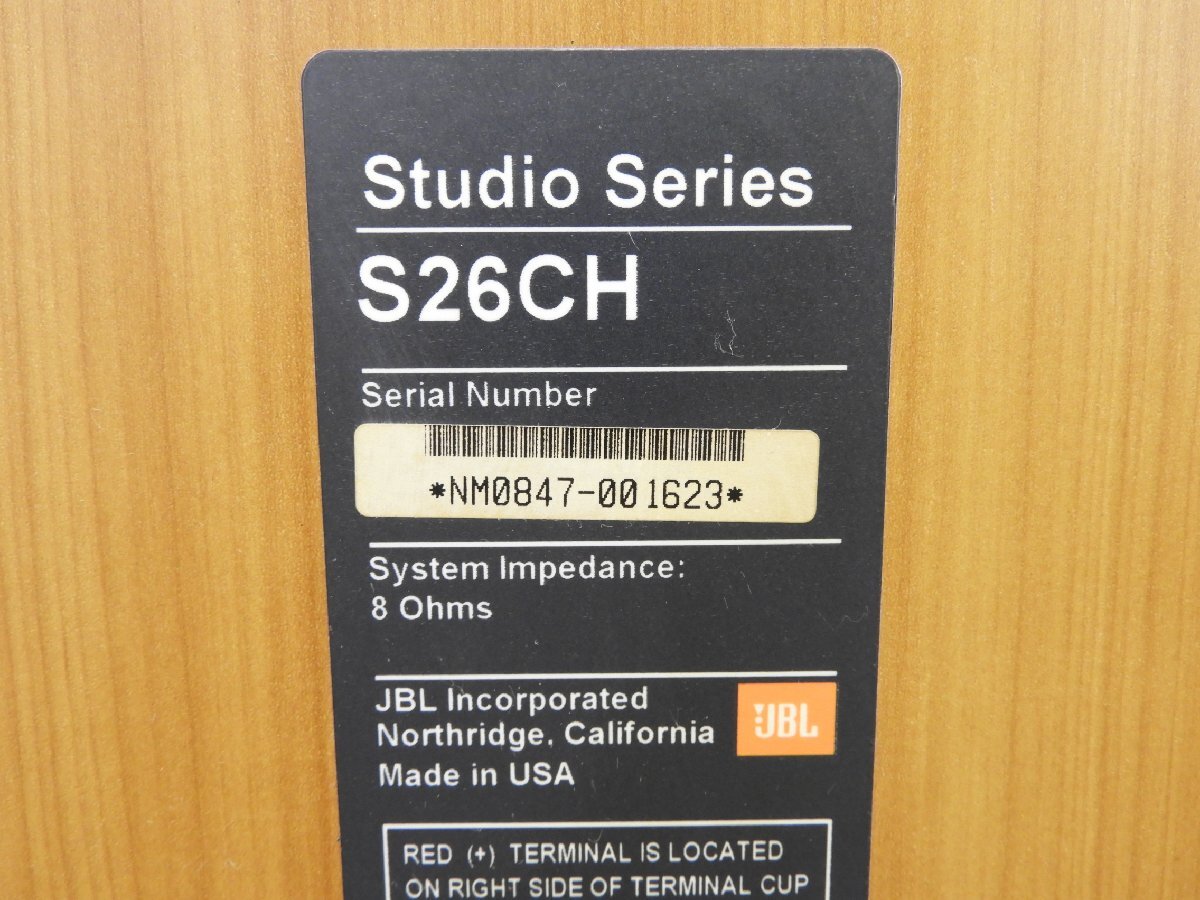 Studio Series
S26CH
Serial Number
*NM0847-001623*
System Impedance:
8 Ohms
JBL Incorporated
Northridge, California
Made in USA
JBL
RED (+) TERMINAL IS LOCATED
ON RIGHT SIDE OF TERMINAL CUP